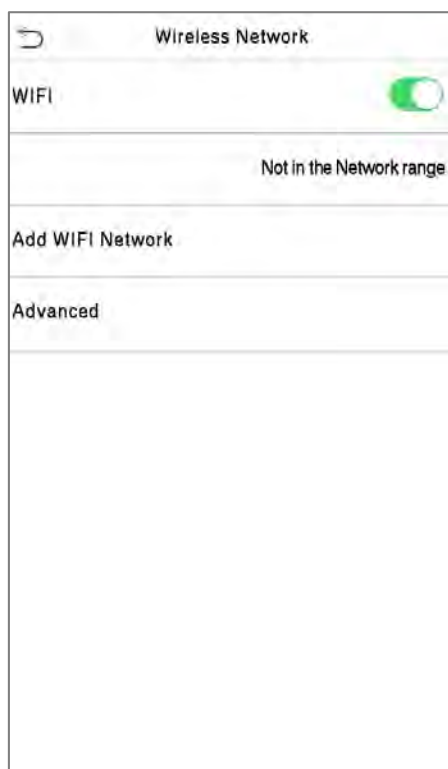 Wireless Network
WIFI
Not in the Network range
Add WIFI Network
Advanced